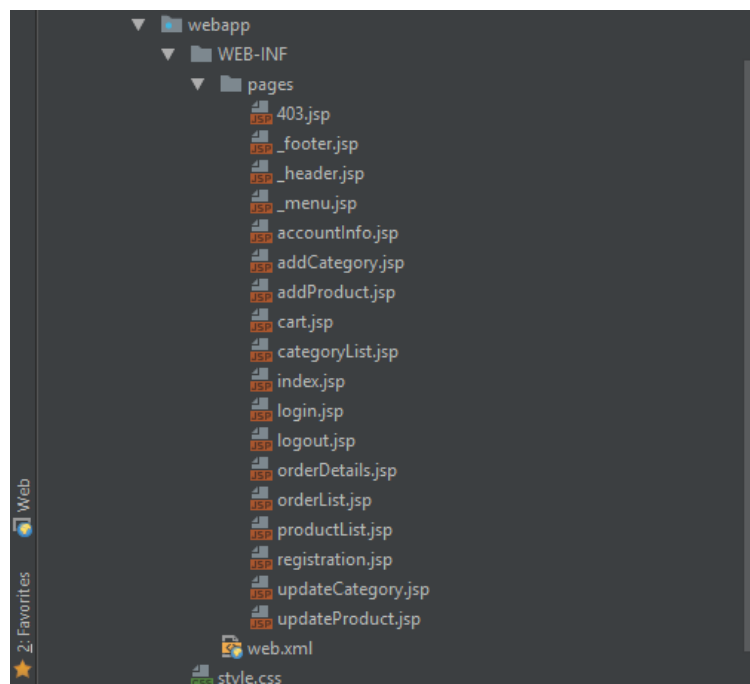 webapp
WEB-INF
pages
403.jsp
_footer.jsp
_header.jsp
_menu.jsp
accountInfo.jsp
addCategory.jsp
addProduct.jsp
cart.jsp
categoryList.jsp
index.jsp
login.jsp
logout.jsp
orderDetails.jsp
orderList.jsp
productList.jsp
registration.jsp
updateCategory.jsp
updateProduct.jsp
web.xml
style.css
Web
2: Favorites